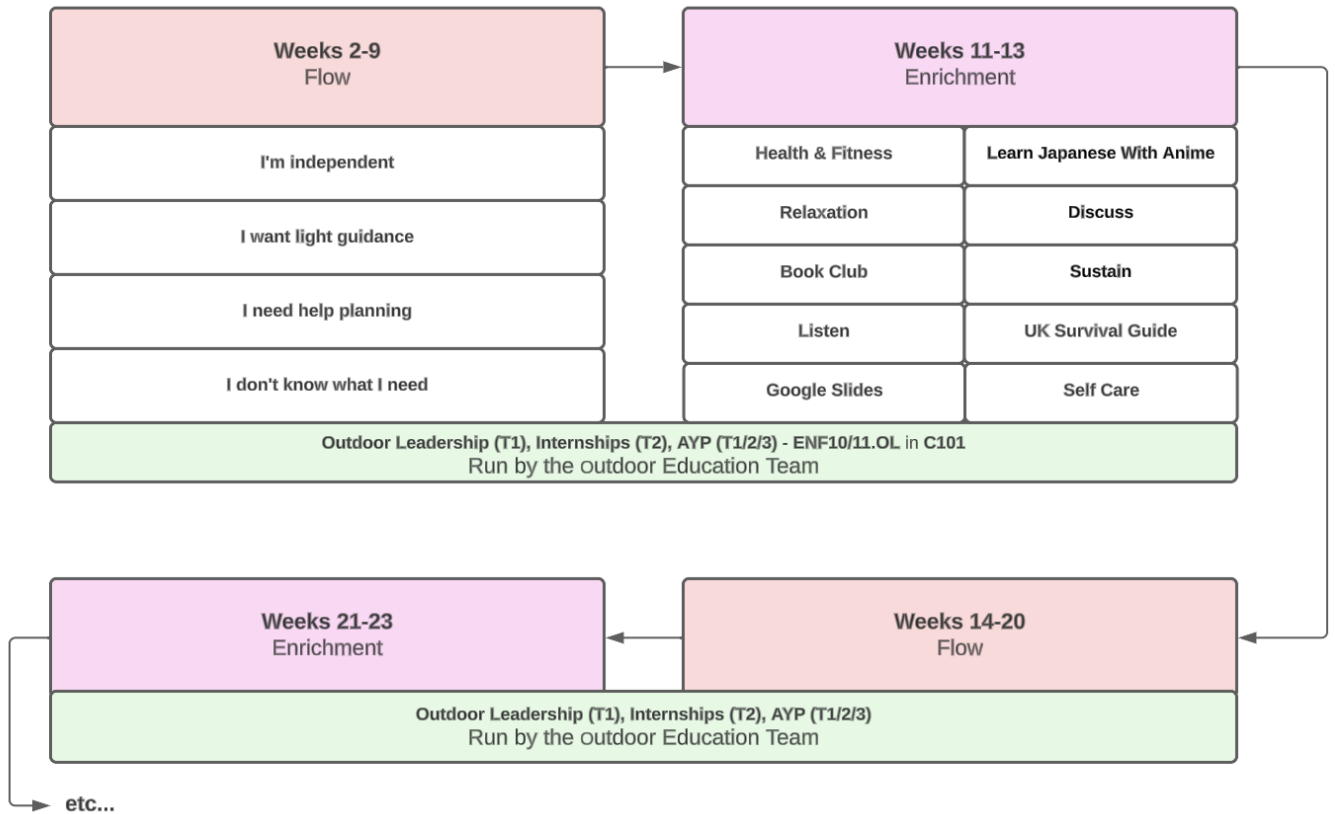 Weeks 2-9
Flow
I'm independent
I want light guidance
I need help planning
I don't know what I need
Weeks 11-13
Enrichment
Health & Fitness
Learn Japanese With Anime
Relaxation
Discuss
Book Club
Sustain
Listen
UK Survival Guide
Google Slides
Self Care
Outdoor Leadership (T1), Internships (T2), AYP (T1/2/3) - ENF10/11.OL in C101
Run by the Outdoor Education Team
Weeks 21-23
Enrichment
Weeks 14-20
Flow
Outdoor Leadership (T1), Internships (T2), AYP (T1/2/3)
Run by the Outdoor Education Team
etc...